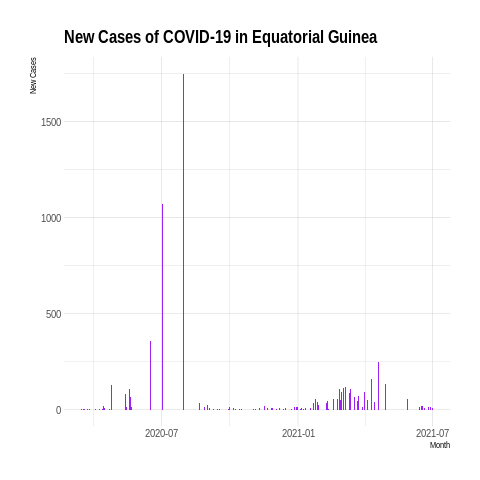 New Cases of COVID-19 in Equatorial Guinea
New Cases
1500
1000
500
0
2020-07
2021-01
2021-07
Month